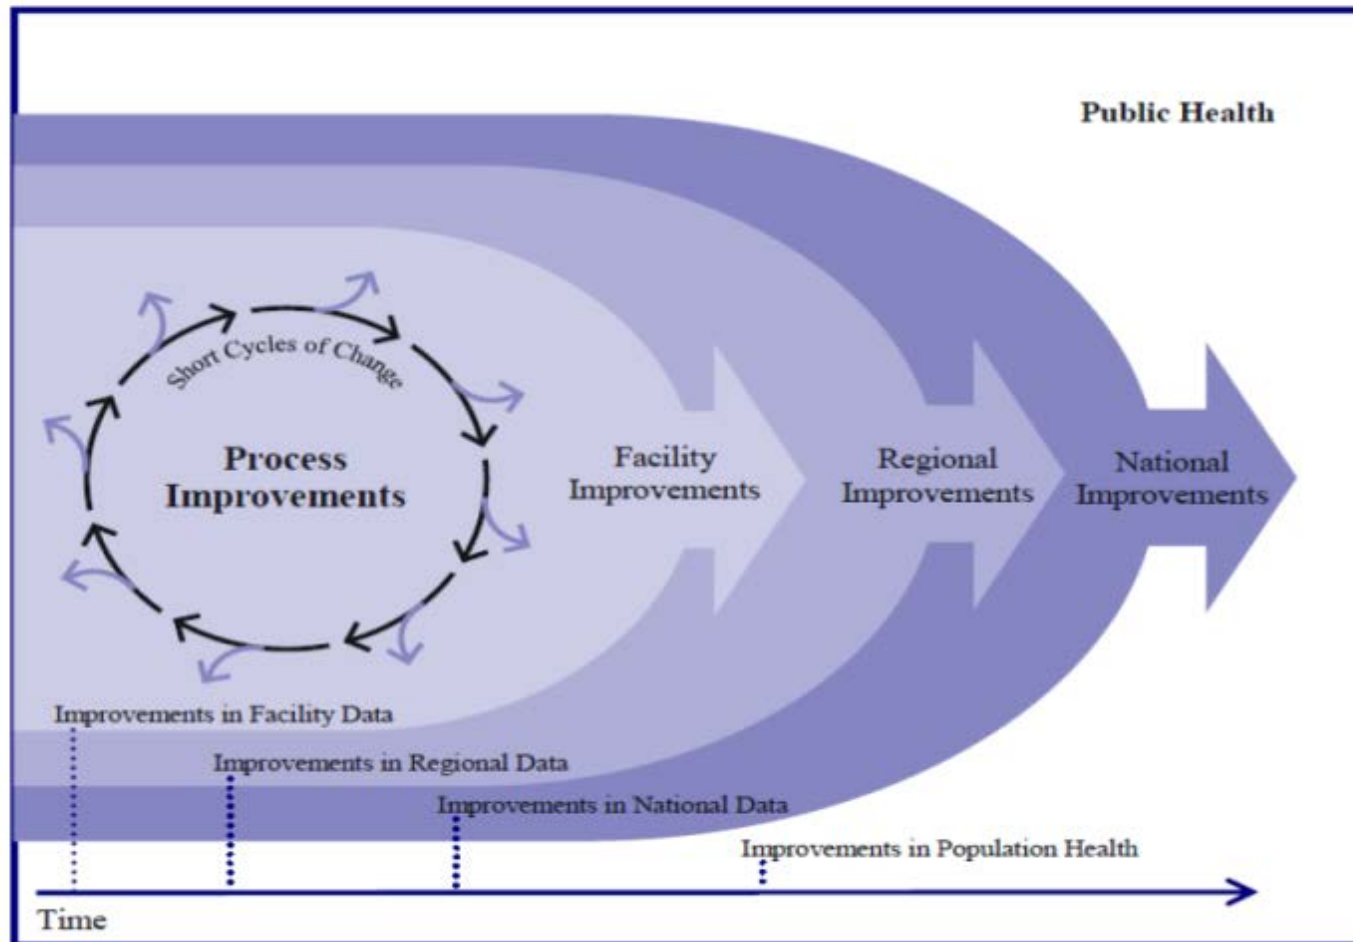 Public Health
Short Cycles of Change
Process
Improvements
Facility
Improvements
Regional
Improvements
National
Improvements
Improvements in Facility Data
Improvements in Regional Data
Improvements in National Data
Improvements in Population Health
Time